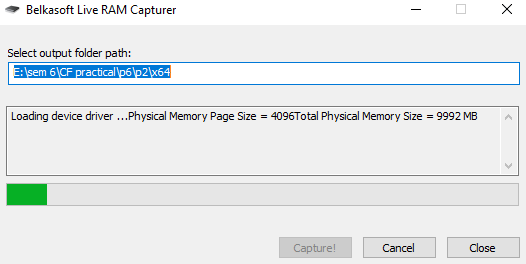 Belkasoft Live RAM Capturer
Select output folder path:
E:\sem 6\CF practical\p6\p2\x64
Loading device driver ...Physical Memory Page Size = 4096Total Physical Memory Size = 9992 MB
Capture!
Cancel
Close